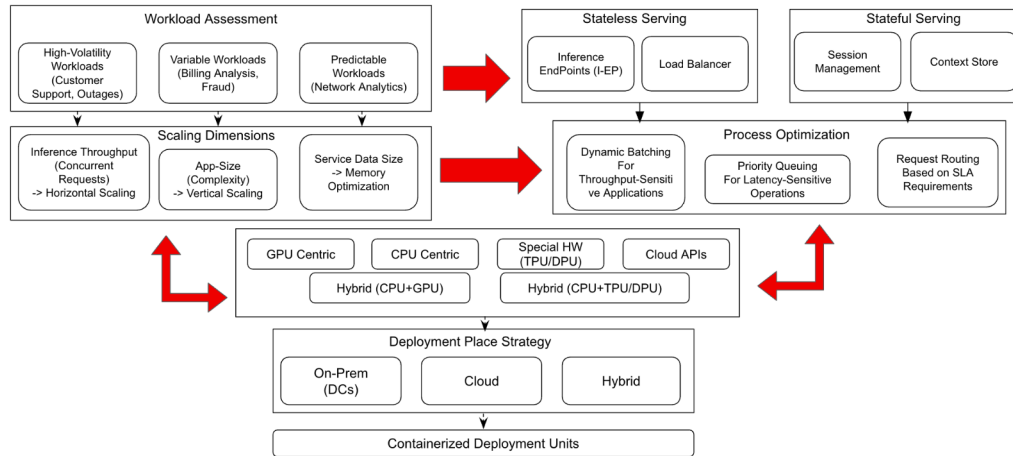 Workload Assessment
High-Volatility
Workloads
(Customer
Support, Outages)
Variable Workloads
(Billing Analysis,
Fraud)
Predictable
Workloads
(Network Analytics)
Stateless Serving
Inference
EndPoints (I-EP)
Load Balancer
Stateful Serving
Session
Management
Context Store
Scaling Dimensions
Inference Throughput
(Concurrent
Requests)
-> Horizontal Scaling
App-Size
(Complexity)
-> Vertical Scaling
Service Data Size
-> Memory
Optimization
Process Optimization
Dynamic Batching
For
Throughput-Sensiti
ve Applications
Priority Queuing
For Latency-Sensitive
Operations
Request Routing
Based on SLA
Requirements
GPU Centric
CPU Centric
Special HW
(TPU/DPU)
Cloud APIs
Hybrid (CPU+GPU)
Hybrid (CPU+TPU/DPU)
Deployment Place Strategy
On-Prem
(DCs)
Cloud
Hybrid
Containerized Deployment Units